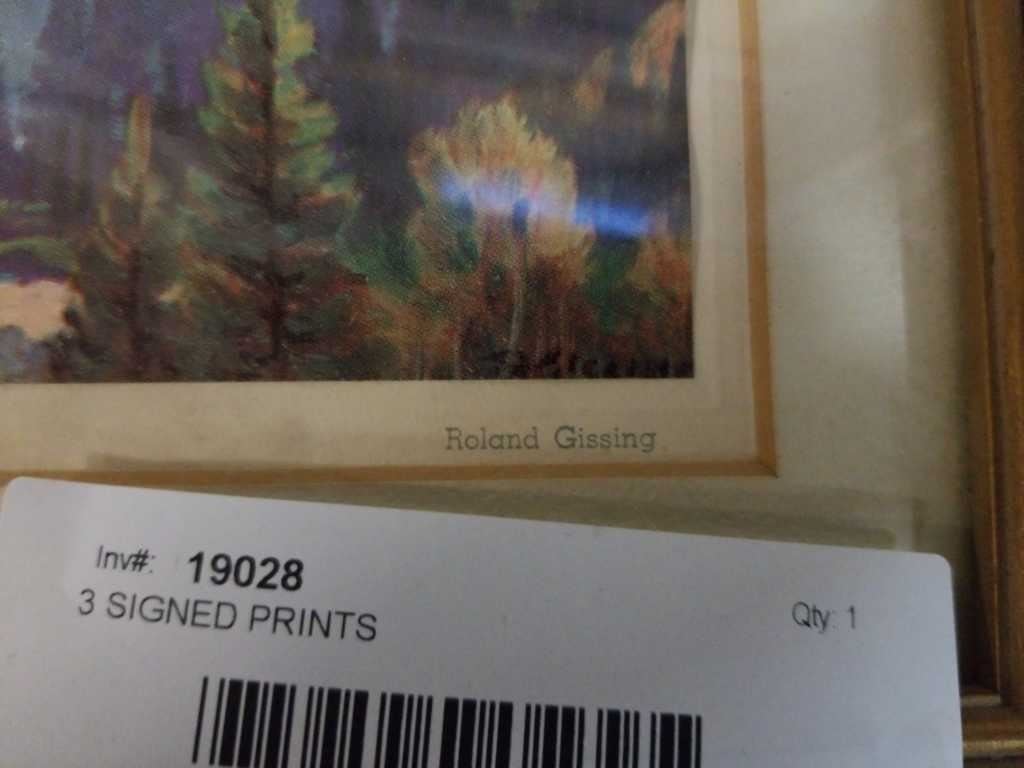 Roland Gissing
Inv#: 19028
3 SIGNED PRINTS
Qty: 1